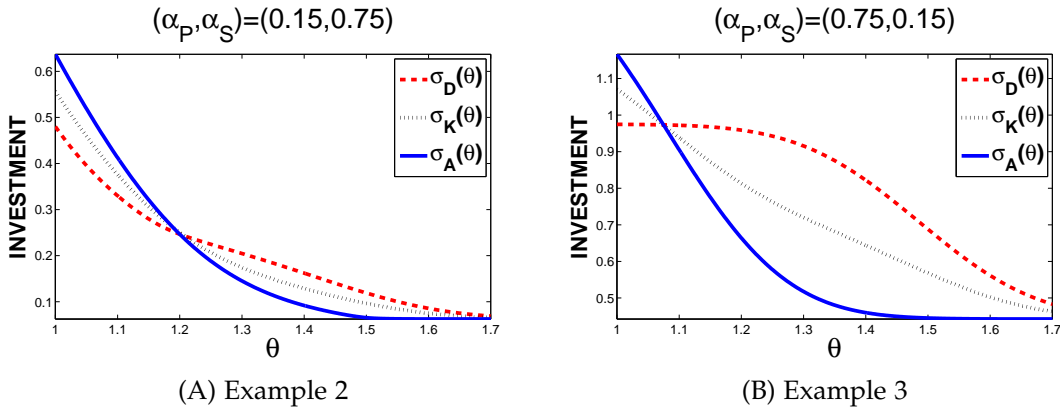 (α_P,α_S)=(0.15,0.75)
INVESTMENT
0.6
0.5
0.4
0.3
0.2
0.1
1 1.1 1.2 1.3 1.4 1.5 1.6 1.7
θ
σ_D(θ)
σ_K(θ)
σ_A(θ)
(A) Example 2
(α_P,α_S)=(0.75,0.15)
INVESTMENT
1.1
1
0.9
0.8
0.7
0.6
0.5
1 1.1 1.2 1.3 1.4 1.5 1.6 1.7
θ
σ_D(θ)
σ_K(θ)
σ_A(θ)
(B) Example 3